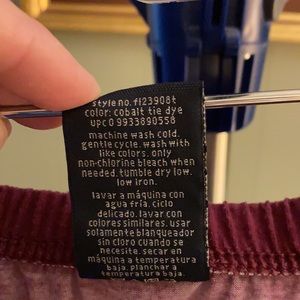 style no. f123908t
color: cobalt tie dye
upc 0 9933890558
machine wash cold.
gentle cycle. wash with
like colors. only
non-chlorine bleach when
needed. tumble dry low.
low iron.
lavar a máquina con
agua fría. ciclo
delicado. lavar con
colores similares. usar
solamente blanqueador
sin cloro cuando se
necesite. secar en
máquina a temperatura
baja. planchar a
temperatura baja.